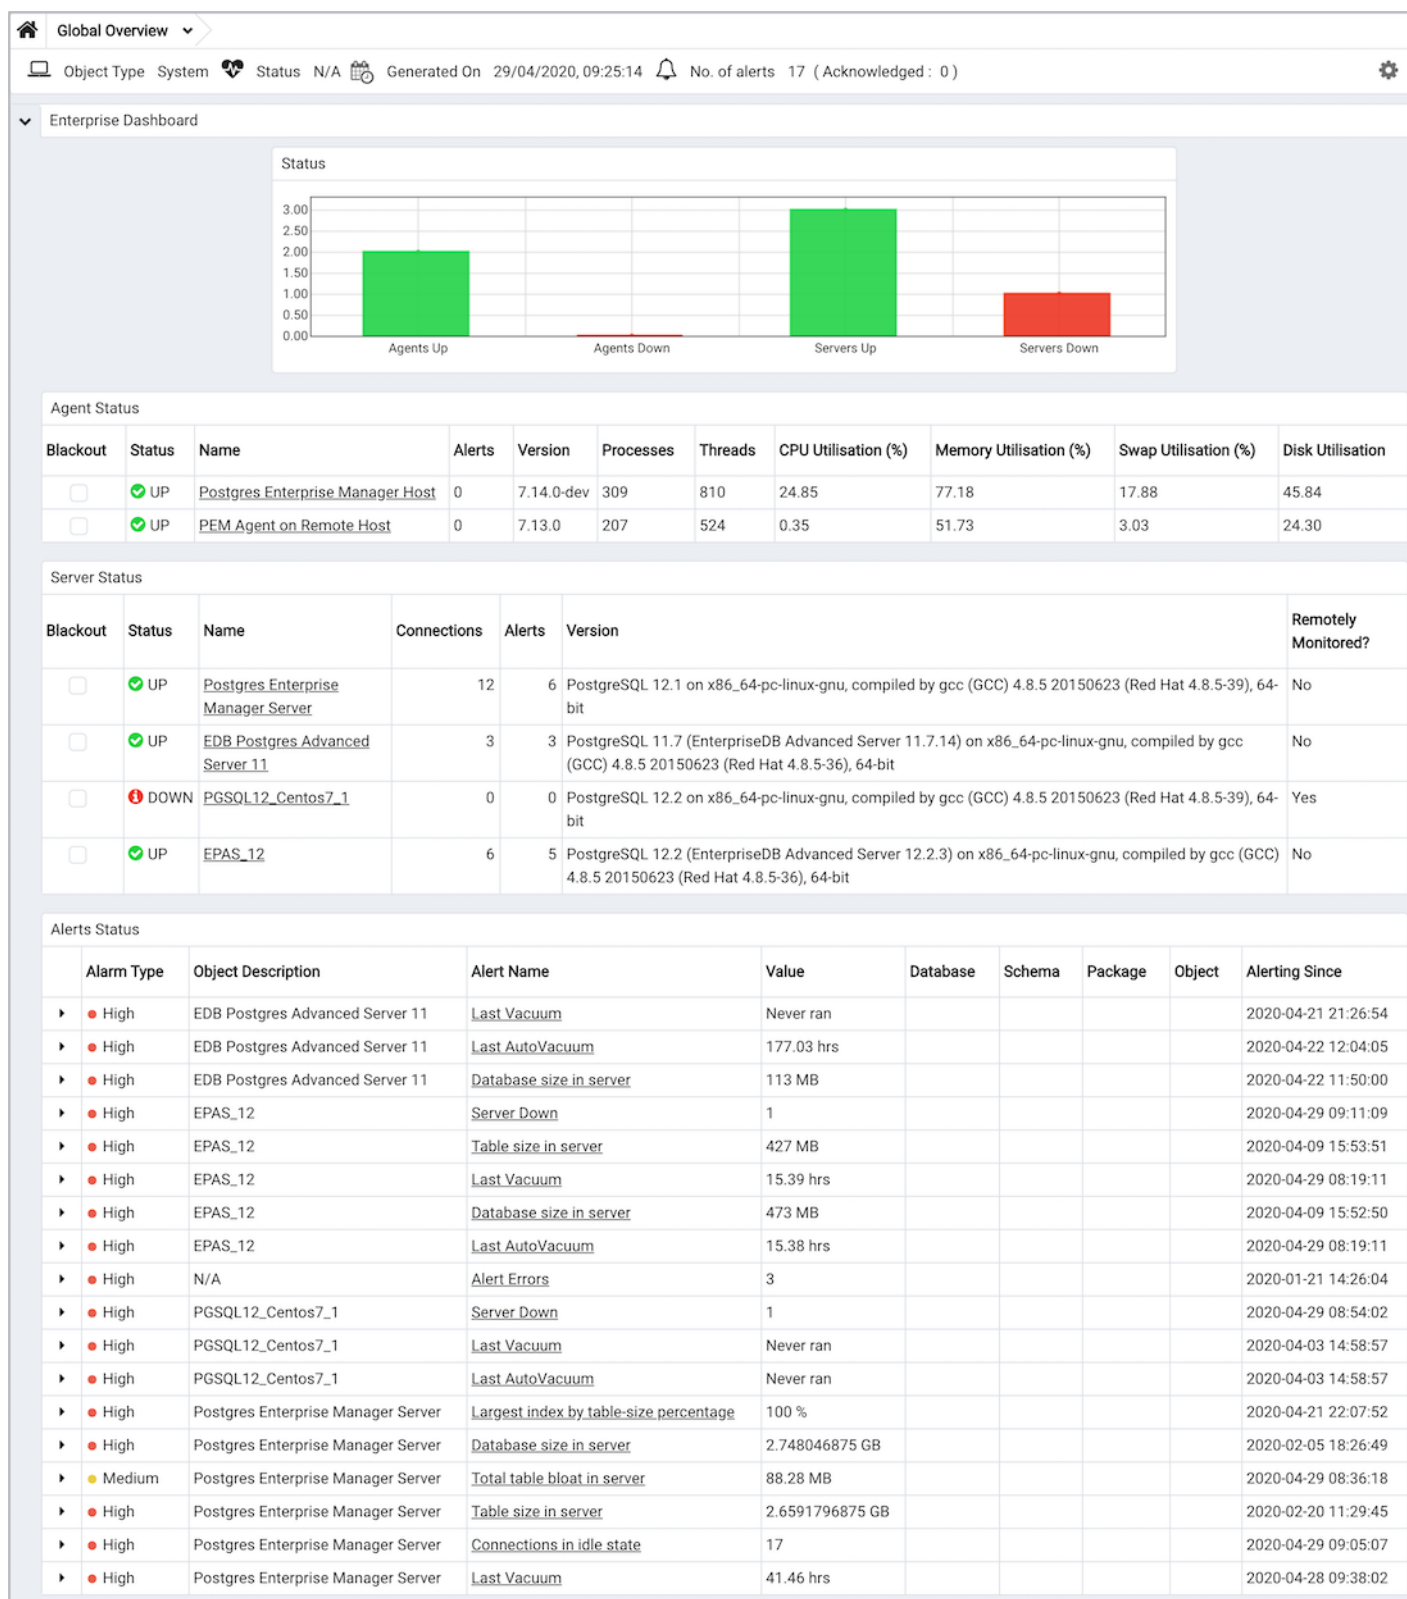 Global Overview
Object Type System Status N/A Generated On 29/04/2020, 09:25:14 No. of alerts 17 ( Acknowledged : 0 )
Enterprise Dashboard
Status
3.00
2.50
2.00
1.50
1.00
0.50
0.00
Agents Up Agents Down Servers Up Servers Down
Agent Status
Blackout Status Name Alerts Version Processes Threads CPU Utilisation (%) Memory Utilisation (%) Swap Utilisation (%) Disk Utilisation
UP Postgres Enterprise Manager Host 0 7.14.0-dev 309 810 24.85 77.18 17.88 45.84
UP PEM Agent on Remote Host 0 7.13.0 207 524 0.35 51.73 3.03 24.30
Server Status
Blackout Status Name Connections Alerts Version Remotely
Monitored?
UP Postgres Enterprise 12 6 PostgreSQL 12.1 on x86_64-pc-linux-gnu, compiled by gcc (GCC) 4.8.5 20150623 (Red Hat 4.8.5-39), 64- No
Manager Server bit
UP EDB Postgres Advanced 3 3 PostgreSQL 11.7 (EnterpriseDB Advanced Server 11.7.14) on x86_64-pc-linux-gnu, compiled by gcc No
Server 11 (GCC) 4.8.5 20150623 (Red Hat 4.8.5-36), 64-bit
DOWN PGSQL12_Centos7_1 0 0 PostgreSQL 12.2 on x86_64-pc-linux-gnu, compiled by gcc (GCC) 4.8.5 20150623 (Red Hat 4.8.5-39), 64- Yes
bit
UP EPAS_12 6 5 PostgreSQL 12.2 (EnterpriseDB Advanced Server 12.2.3) on x86_64-pc-linux-gnu, compiled by gcc (GCC) No
4.8.5 20150623 (Red Hat 4.8.5-36), 64-bit
Alerts Status
Alarm Type Object Description Alert Name Value Database Schema Package Object Alerting Since
High EDB Postgres Advanced Server 11 Last Vacuum Never ran 2020-04-21 21:26:54
High EDB Postgres Advanced Server 11 Last AutoVacuum 177.03 hrs 2020-04-22 12:04:05
High EDB Postgres Advanced Server 11 Database size in server 113 MB 2020-04-22 11:50:00
High EPAS_12 Server Down 1 2020-04-29 09:11:09
High EPAS_12 Table size in server 427 MB 2020-04-09 15:53:51
High EPAS_12 Last Vacuum 15.39 hrs 2020-04-29 08:19:11
High EPAS_12 Database size in server 473 MB 2020-04-09 15:52:50
High EPAS_12 Last AutoVacuum 15.38 hrs 2020-04-29 08:19:11
High N/A Alert Errors 3 2020-01-21 14:26:04
High PGSQL12_Centos7_1 Server Down 1 2020-04-29 08:54:02
High PGSQL12_Centos7_1 Last Vacuum Never ran 2020-04-03 14:58:57
High PGSQL12_Centos7_1 Last AutoVacuum Never ran 2020-04-03 14:58:57
High Postgres Enterprise Manager Server Largest index by table-size percentage 100 % 2020-04-21 22:07:52
High Postgres Enterprise Manager Server Database size in server 2.748046875 GB 2020-02-05 18:26:49
Medium Postgres Enterprise Manager Server Total table bloat in server 88.28 MB 2020-04-29 08:36:18
High Postgres Enterprise Manager Server Table size in server 2.6591796875 GB 2020-02-20 11:29:45
High Postgres Enterprise Manager Server Connections in idle state 17 2020-04-29 09:05:07
High Postgres Enterprise Manager Server Last Vacuum 41.46 hrs 2020-04-28 09:38:02